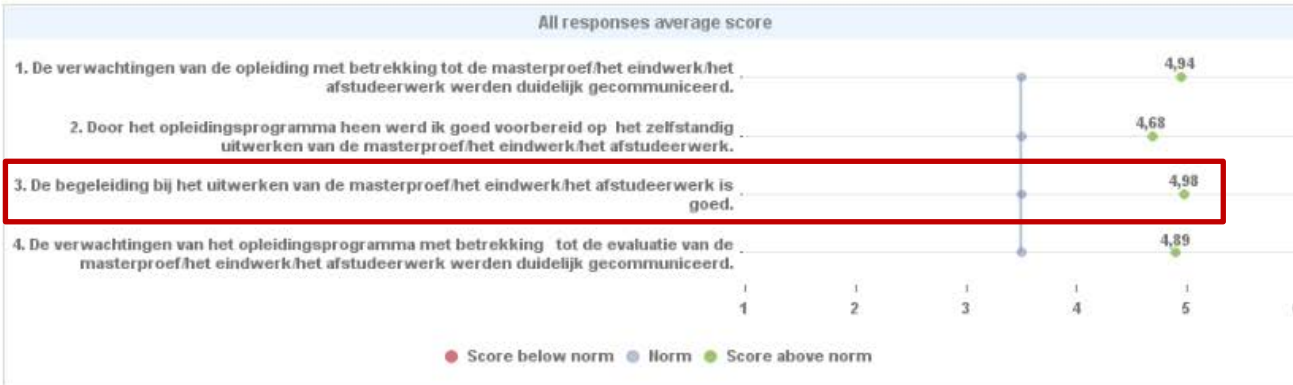 All responses average score
1. De verwachtingen van de opleiding met betrekking tot de masterproef/het eindwerk/het
afstudeerwerk werden duidelijk gecommuniceerd.
4,94
2. Door het opleidingsprogramma heen werd ik goed voorbereid op het zelfstandig
uitwerken van de masterproef/het eindwerk/het afstudeerwerk.
4,68
3. De begeleiding bij het uitwerken van de masterproef/het eindwerk/het afstudeerwerk is
goed.
4,98
4. De verwachtingen van het opleidingsprogramma met betrekking tot de evaluatie van de
masterproef/het eindwerk/het afstudeerwerk werden duidelijk gecommuniceerd.
4,89
1 2 3 4 5
Score below norm Norm Score above norm